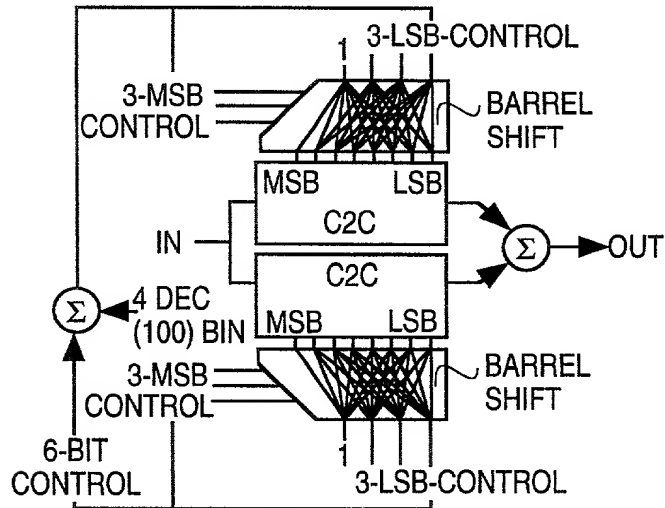 1
3-LSB-CONTROL
3-MSB
CONTROL
BARREL
SHIFT
MSB
LSB
C2C
IN
Σ
OUT
C2C
MSB
LSB
Σ
4 DEC
(100) BIN
3-MSB
CONTROL
BARREL
SHIFT
6-BIT
CONTROL
1
3-LSB-CONTROL